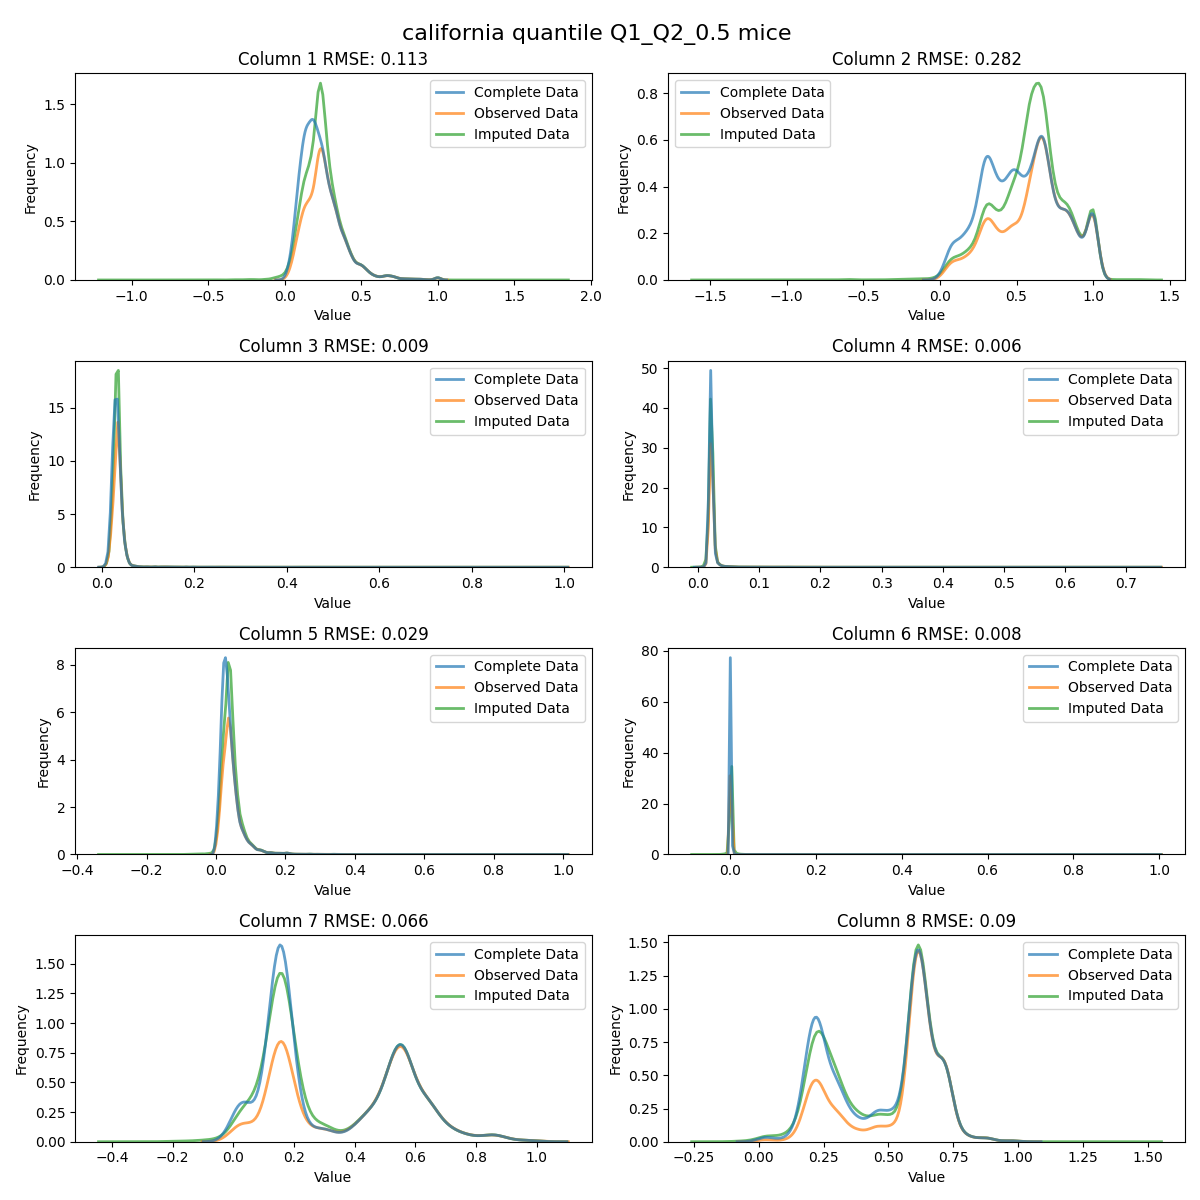 california quantile Q1_Q2_0.5 mice
Column 1 RMSE: 0.113
Complete Data
Observed Data
Imputed Data
Frequency
1.5
1.0
0.5
0.0
−1.0 −0.5 0.0 0.5 1.0 1.5 2.0
Value
Column 2 RMSE: 0.282
Complete Data
Observed Data
Imputed Data
Frequency
0.8
0.6
0.4
0.2
0.0
−1.5 −1.0 −0.5 0.0 0.5 1.0 1.5
Value
Column 3 RMSE: 0.009
Complete Data
Observed Data
Imputed Data
Frequency
15
10
5
0
0.0 0.2 0.4 0.6 0.8 1.0
Value
Column 4 RMSE: 0.006
Complete Data
Observed Data
Imputed Data
Frequency
50
40
30
20
10
0
0.0 0.1 0.2 0.3 0.4 0.5 0.6 0.7
Value
Column 5 RMSE: 0.029
Complete Data
Observed Data
Imputed Data
Frequency
8
6
4
2
0
−0.4 −0.2 0.0 0.2 0.4 0.6 0.8 1.0
Value
Column 6 RMSE: 0.008
Complete Data
Observed Data
Imputed Data
Frequency
80
60
40
20
0
0.0 0.2 0.4 0.6 0.8 1.0
Value
Column 7 RMSE: 0.066
Complete Data
Observed Data
Imputed Data
Frequency
1.50
1.25
1.00
0.75
0.50
0.25
0.00
−0.4 −0.2 0.0 0.2 0.4 0.6 0.8 1.0
Value
Column 8 RMSE: 0.09
Complete Data
Observed Data
Imputed Data
Frequency
1.50
1.25
1.00
0.75
0.50
0.25
0.00
−0.25 0.00 0.25 0.50 0.75 1.00 1.25 1.50
Value